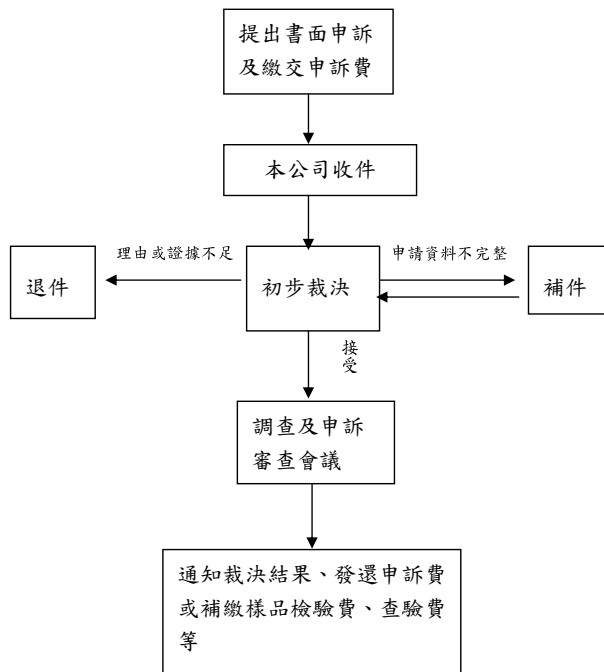 提出書面申訴
及繳交申訴費
本公司收件
理由或證據不足
申請資料不完整
退件
初步裁決
補件
接
受
調查及申訴
審查會議
通知裁決結果、發還申訴費
或補繳樣品檢驗費、查驗費
等